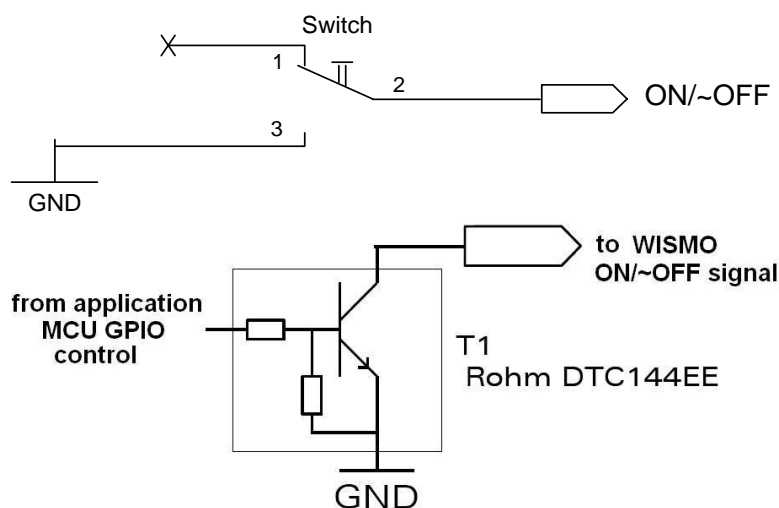 Switch
1
2
ON/~OFF
3
GND
to WISMO
ON/~OFF signal
from application
MCU GPIO
control
T1
Rohm DTC144EE
GND